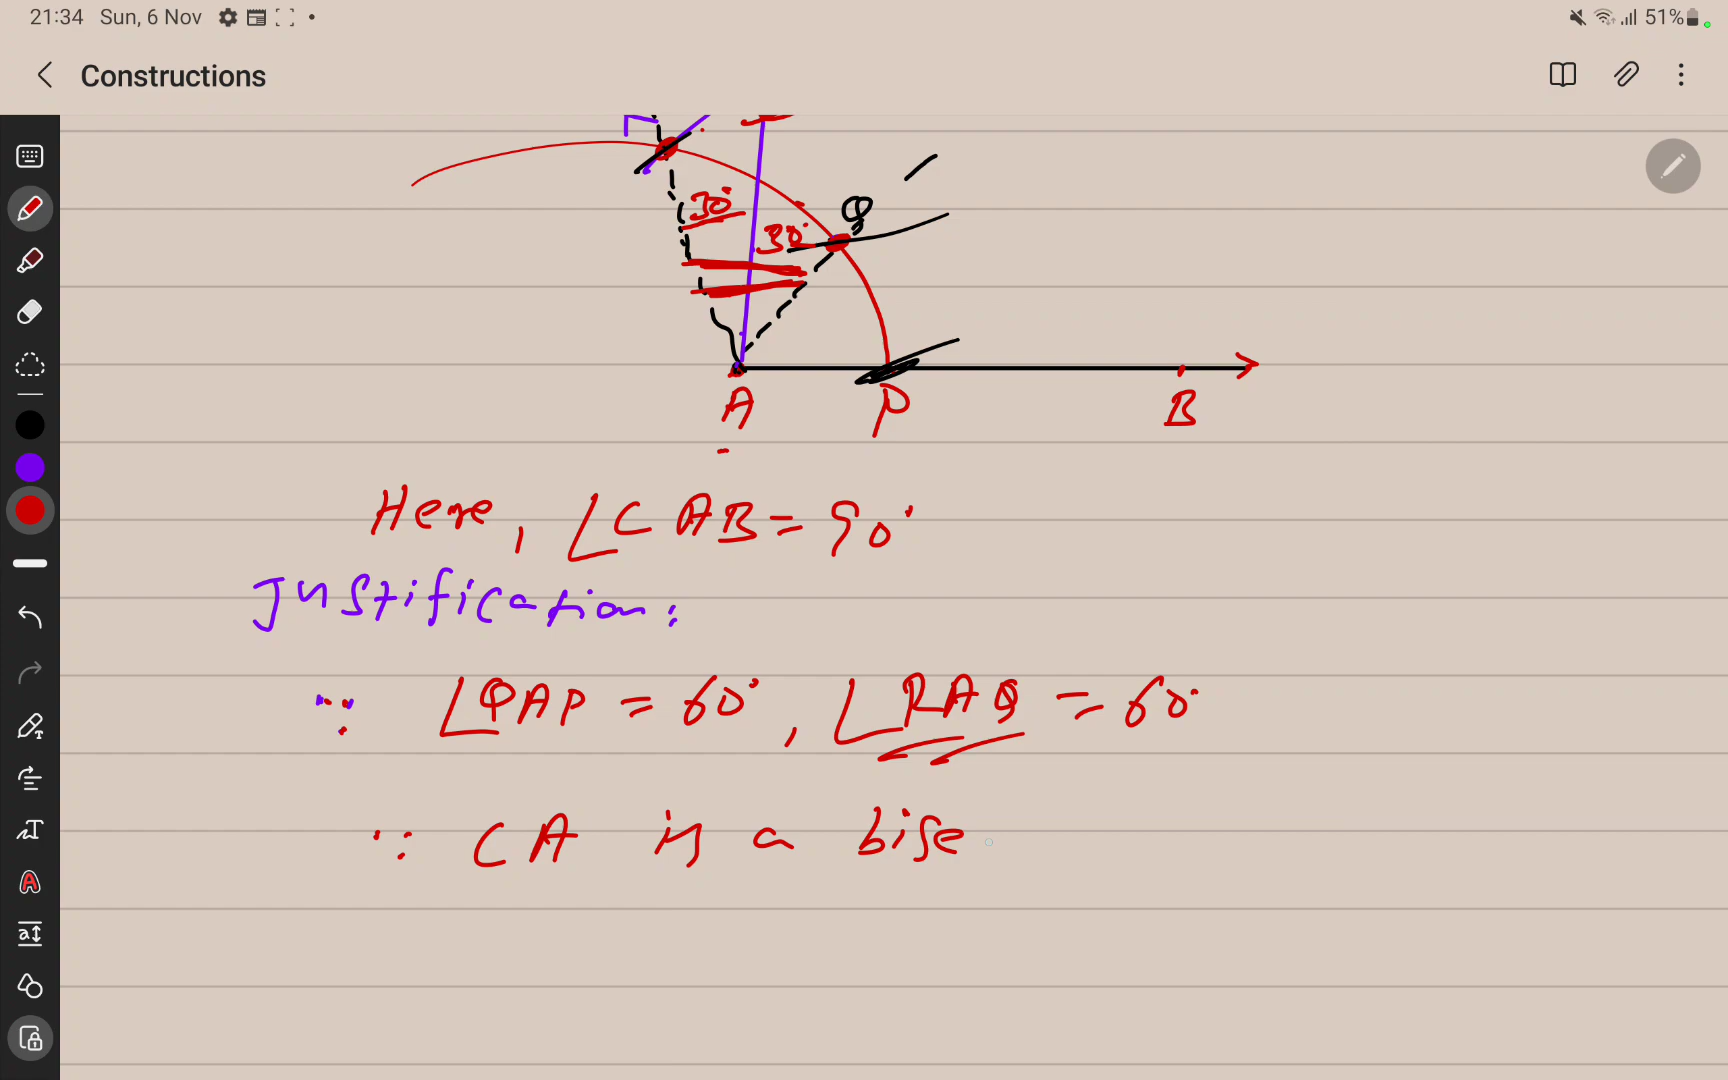 21:34 Sun, 6 Nov 51%
Constructions
30°
30°
Q
A P B
Here, ∠CAB = 90°
Justification:
∵ ∠QAP = 60°, ∠RAQ = 60°
∵ CA is a bise